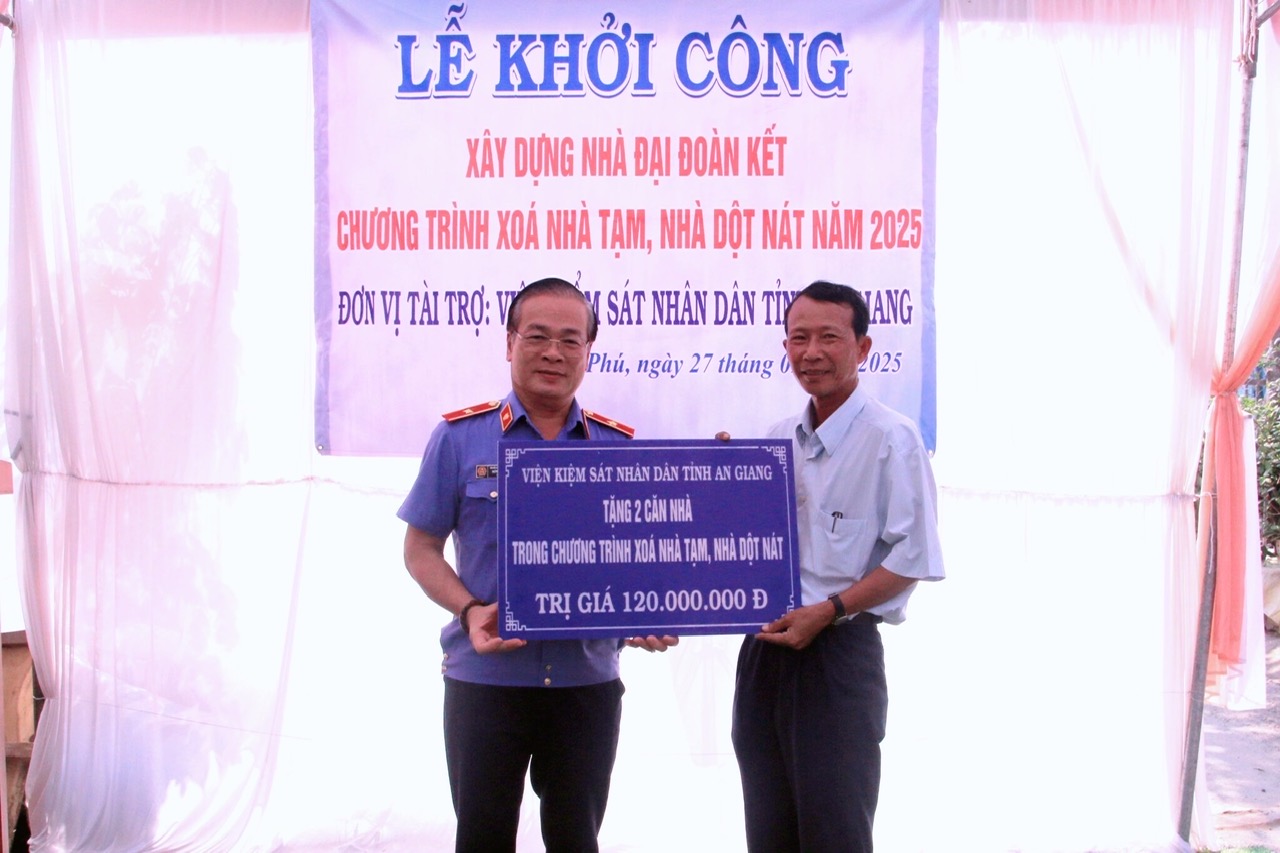 LỄ KHỞI CÔNG
XÂY DỰNG NHÀ ĐẠI ĐOÀN KẾT
CHƯƠNG TRÌNH XOÁ NHÀ TẠM, NHÀ DỘT NÁT NĂM 2025
ĐƠN VỊ TÀI TRỢ: SÁT NHÂN DÂN TỈNH GIANG
Phú, ngày 27 tháng 2025
VIỆN KIỂM SÁT NHÂN DÂN TỈNH AN GIANG
TẶNG 2 CĂN NHÀ
TRONG CHƯƠNG TRÌNH XOÁ NHÀ TẠM, NHÀ DỘT NÁT
TRỊ GIÁ 120.000.000 Đ